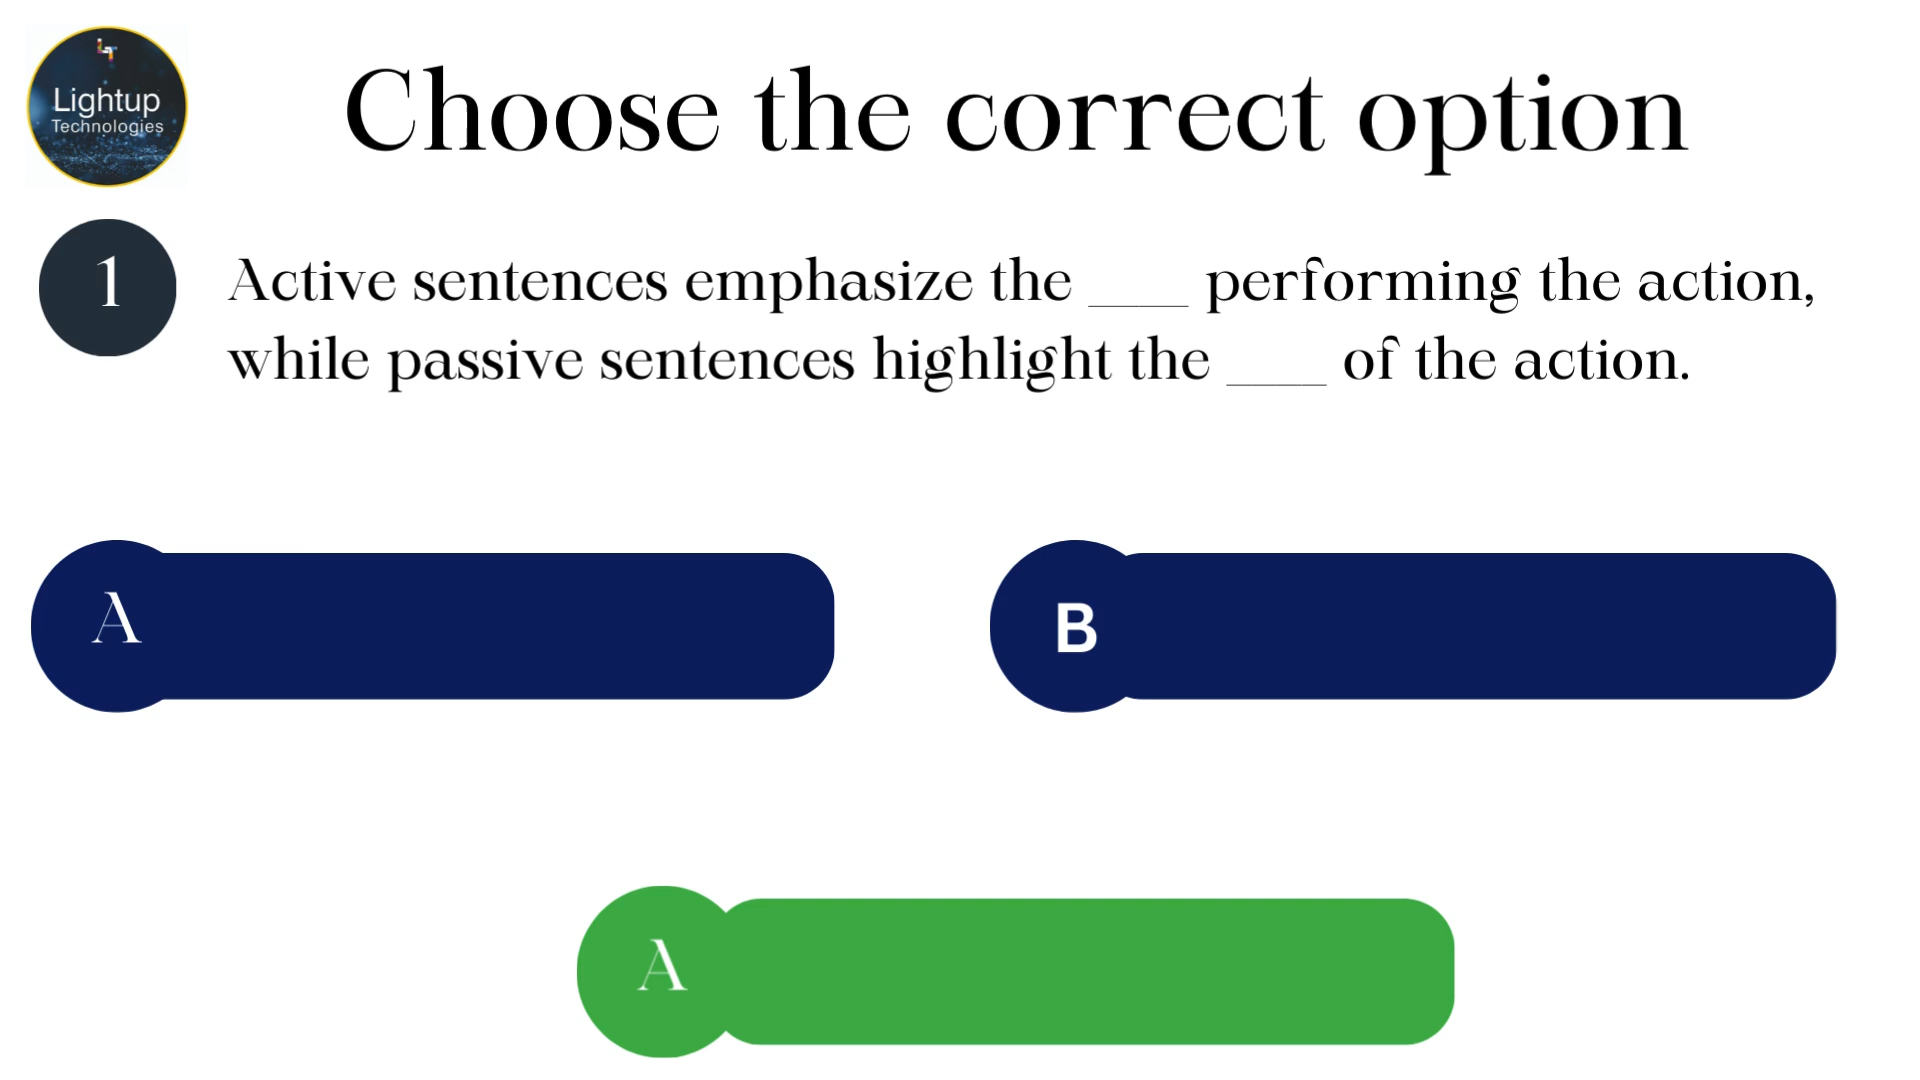 LT
Lightup
Technologies
Choose the correct option
1
Active sentences emphasize the ____ performing the action,
while passive sentences highlight the ____ of the action.
A
B
A